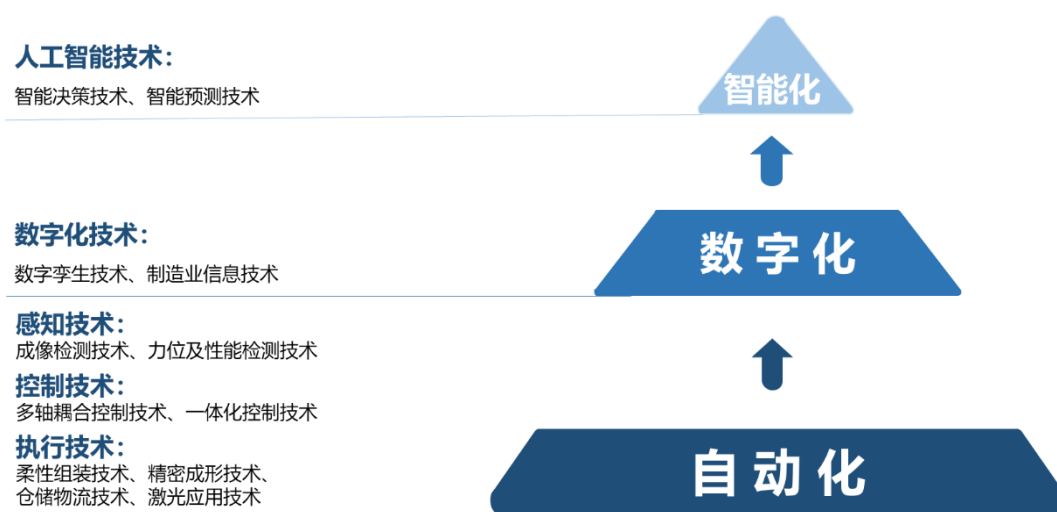 人工智能技术：
智能决策技术、智能预测技术
智能化
数字化技术：
数字孪生技术、制造业信息技术
数字化
感知技术：
成像检测技术、力位及性能检测技术
控制技术：
多轴耦合控制技术、一体化控制技术
执行技术：
柔性组装技术、精密成形技术、
仓储物流技术、激光应用技术
自动化